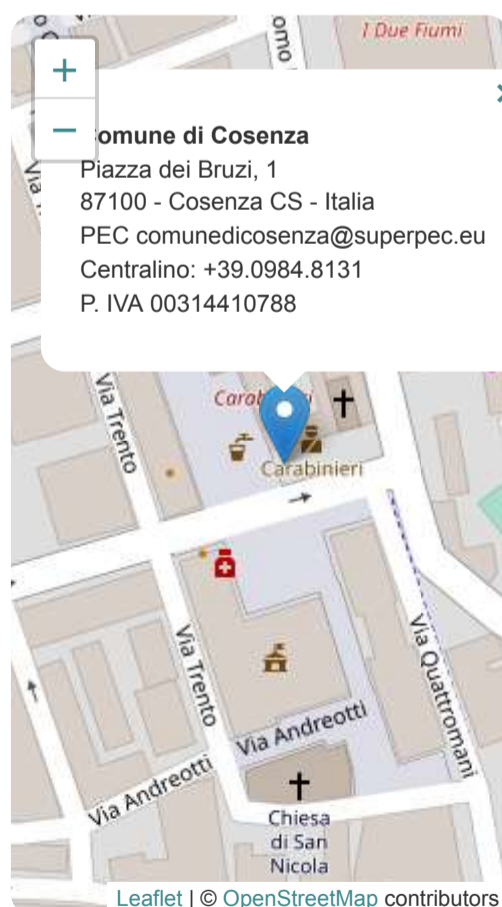 I Due Fiumi
+
−
omune di Cosenza
Piazza dei Bruzi, 1
87100 - Cosenza CS - Italia
PEC comunedicosenza@superpec.eu
Centralino: +39.0984.8131
P. IVA 00314410788
Via Trento
Carabinieri
Via Trento
Via Quattromani
Via Andreotti
Via Andreotti
Chiesa
di San
Nicola
Leaflet | © OpenStreetMap contributors